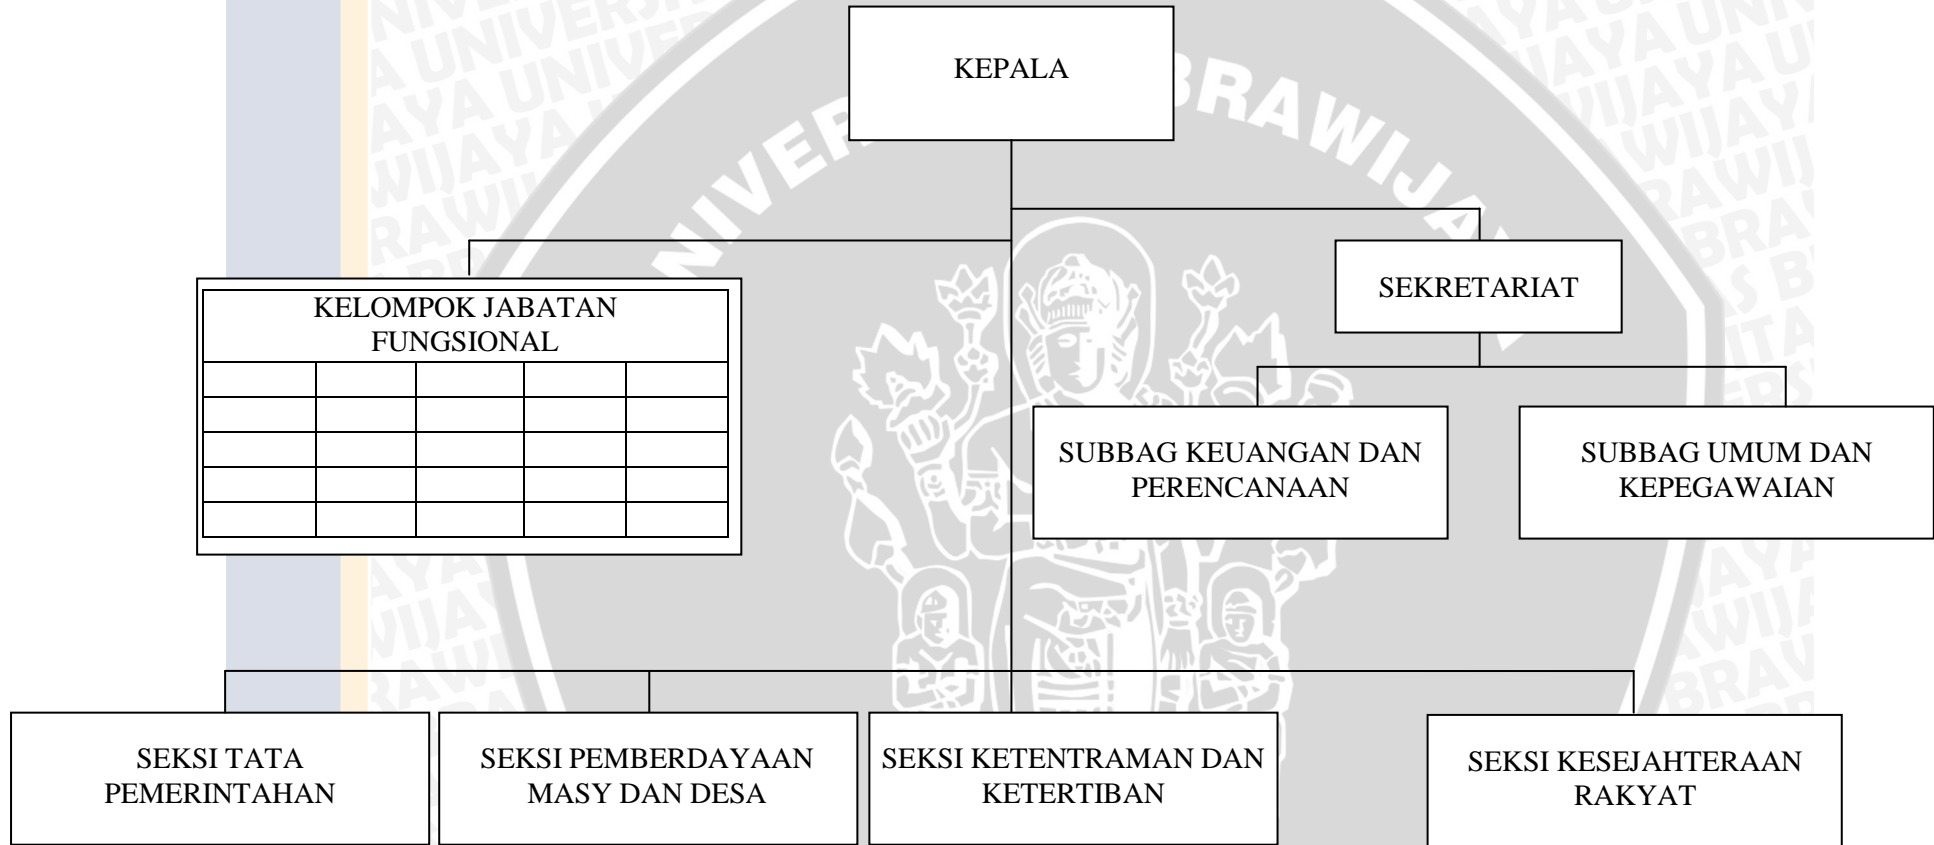 KEPALA
SEKRETARIAT
KELOMPOK JABATAN
FUNGSIONAL
SUBBAG KEUANGAN DAN
PERENCANAAN
SUBBAG UMUM DAN
KEPEGAWAIAN
SEKSI TATA
PEMERINTAHAN
SEKSI PEMBERDAYAAN
MASY DAN DESA
SEKSI KETENTRAMAN DAN
KETERTIBAN
SEKSI KESEJAHTERAAN
RAKYAT